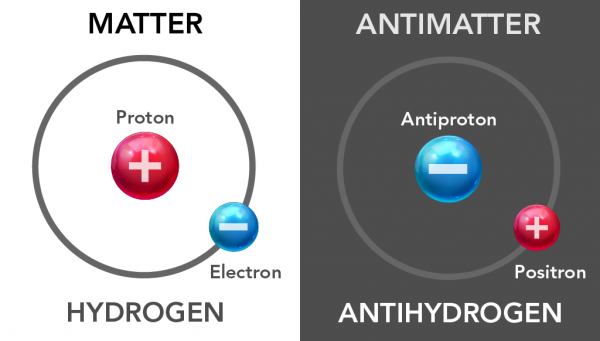 MATTER
Proton
+
−
Electron
HYDROGEN
ANTIMATTER
Antiproton
−
+
Positron
ANTIHYDROGEN